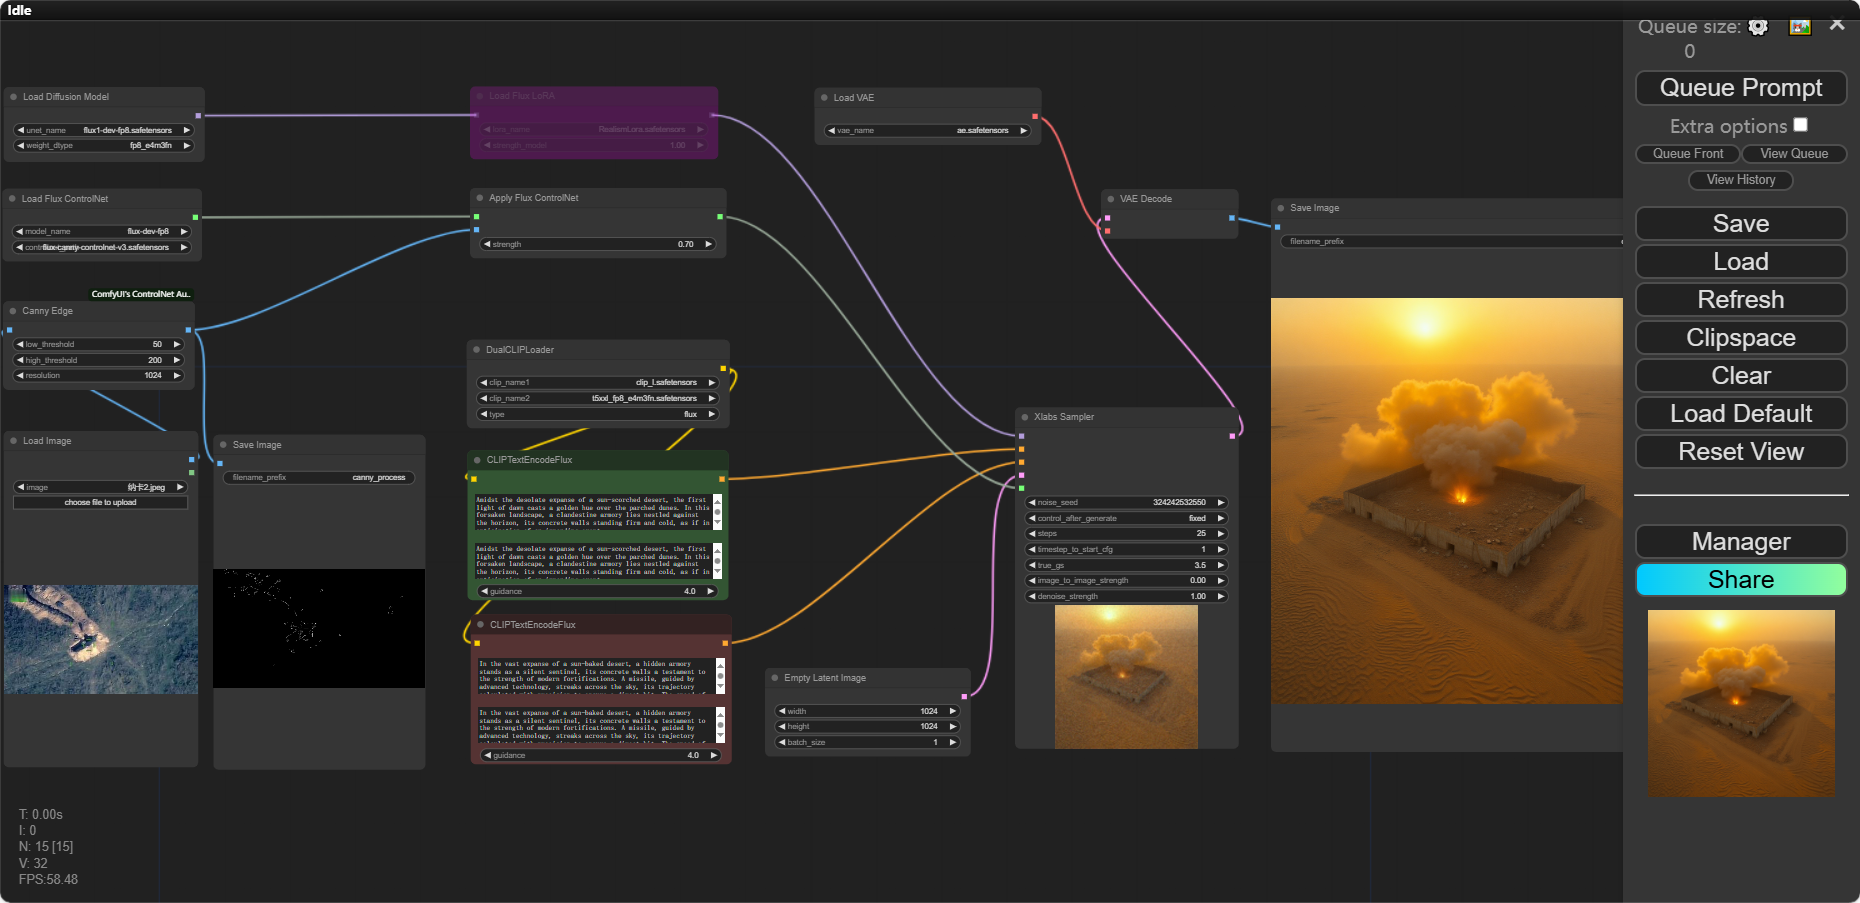 Idle
Load Diffusion Model
unet_name flux1-dev-fp8.safetensors
weight_dtype fp8_e4m3fn
Load Flux LoRA
lora_name RealismLora.safetensors
strength_model 1.00
Load VAE
vae_name ae.safetensors
Load Flux ControlNet
model_name flux-dev-fp8
flux-canny-controlnet-v3.safetensors
Apply Flux ControlNet
strength 0.70
VAE Decode
Save Image
filename_prefix
ComfyUI's ControlNet Au..
Canny Edge
low_threshold 50
high_threshold 200
resolution 1024
DualCLIPLoader
clip_name1 clip_l.safetensors
clip_name2 t5xxl_fp8_e4m3fn.safetensors
type flux
Load Image
image 纳卡2.jpeg
choose file to upload
Save Image
filename_prefix canny_process
CLIPTextEncodeFlux
Amidst the desolate expanse of a sun-scorched desert, the first
light of dawn casts a golden hue over the parched dunes. In this
forsaken landscape, a clandestine armory lies nestled against
the horizon, its concrete walls standing firm and cold, as if in
Amidst the desolate expanse of a sun-scorched desert, the first
light of dawn casts a golden hue over the parched dunes. In this
forsaken landscape, a clandestine armory lies nestled against
the horizon, its concrete walls standing firm and cold, as if in
guidance 4.0
CLIPTextEncodeFlux
In the vast expanse of a sun-baked desert, a hidden armory
stands as a silent sentinel, its concrete walls a testament to
the strength of modern fortifications. A missile, guided by
advanced technology, streaks across the sky, its trajectory
In the vast expanse of a sun-baked desert, a hidden armory
stands as a silent sentinel, its concrete walls a testament to
the strength of modern fortifications. A missile, guided by
advanced technology, streaks across the sky, its trajectory
guidance 4.0
Empty Latent Image
width 1024
height 1024
batch_size 1
Xlabs Sampler
noise_seed 324242532550
control_after_generate fixed
steps 25
timestep_to_start_cfg 1
true_gs 3.5
image_to_image_strength 0.00
denoise_strength 1.00
T: 0.00s
I: 0
N: 15 [15]
V: 32
FPS:58.48
Queue size:
0
Queue Prompt
Extra options
Queue Front View Queue
View History
Save
Load
Refresh
Clipspace
Clear
Load Default
Reset View
Manager
Share